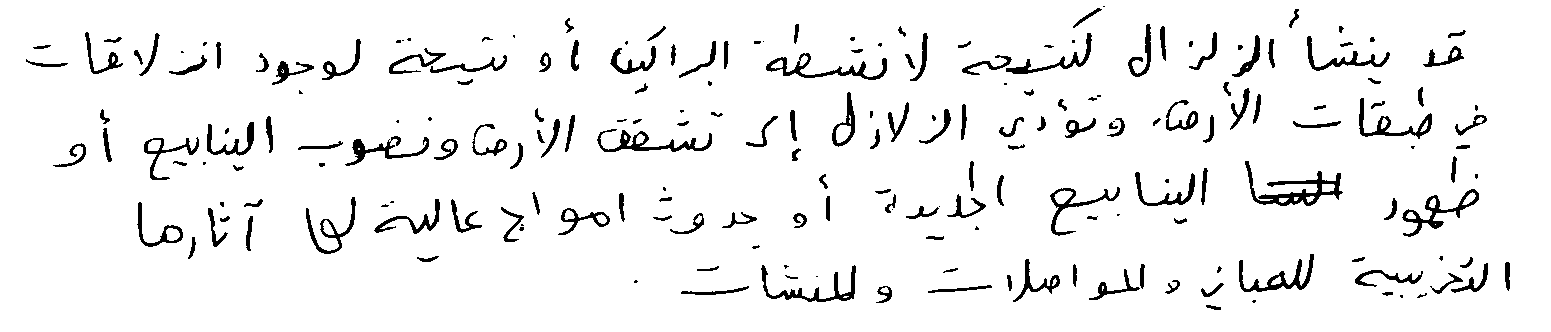 قد ينشأ الزلزال كنتيجة لأنشطة البراكين أو نتيجة لوجود انزلاقات
في طبقات الأرض، وتؤدي الزلازل إلى تشقق الأرض ونضوب الينابيع أو
ظهور الينابيع الجديدة أو حدوث امواج عالية لها آثارها
التخريبية للمباني والمواصلات والمنشات.